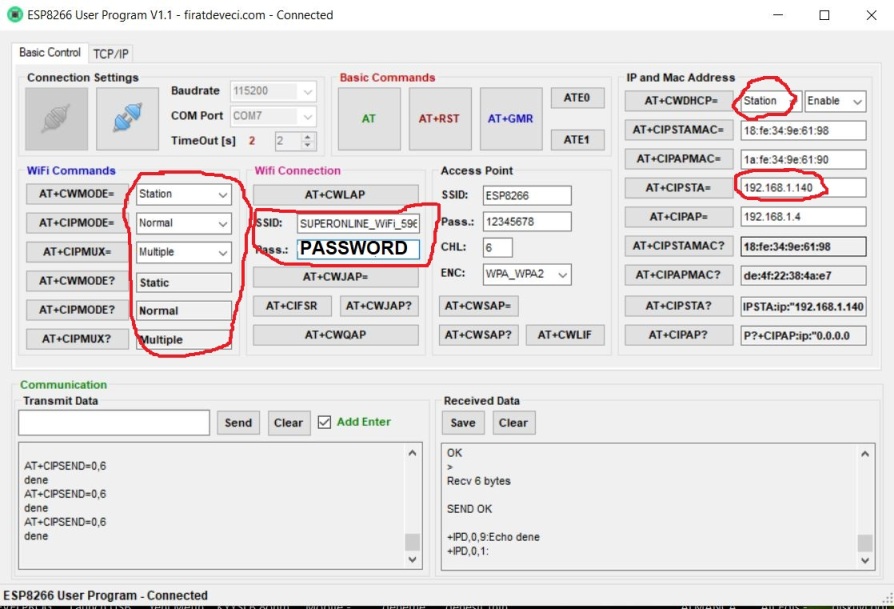 ESP8266 User Program V1.1 - firatdeveci.com - Connected
Basic Control TCP/IP
Connection Settings
Baudrate 115200
COM Port COM7
TimeOut [s] 2 2
Basic Commands
AT AT+RST AT+GMR ATE0
ATE1
IP and Mac Address
AT+CWDHCP= Station Enable
AT+CIPSTAMAC= 18:fe:34:9e:61:98
AT+CIPAPMAC= 1a:fe:34:9e:61:90
AT+CIPSTA= 192.168.1.140
AT+CIPAP= 192.168.1.4
AT+CIPSTAMAC? 18:fe:34:9e:61:98
AT+CIPAPMAC? de:4f:22:38:4a:e7
AT+CIPSTA? IPSTA:ip:"192.168.1.140
AT+CIPAP? P?+CIPAP:ip:"0.0.0.0
WiFi Commands
AT+CWMODE= Station
AT+CIPMODE= Normal
AT+CIPMUX= Multiple
AT+CWMODE? Static
AT+CIPMODE? Normal
AT+CIPMUX? Multiple
Wifi Connection
AT+CWLAP
SSID: SUPERONLINE_WiFi_596
Pass.: PASSWORD
AT+CWJAP=
AT+CIFSR AT+CWJAP?
AT+CWQAP
Access Point
SSID: ESP8266
Pass.: 12345678
CHL: 6
ENC: WPA_WPA2
AT+CWSAP=
AT+CWSAP? AT+CWLIF
Communication
Transmit Data
Send Clear Add Enter
AT+CIPSEND=0,6
dene
AT+CIPSEND=0,6
dene
AT+CIPSEND=0,6
dene
Received Data
Save Clear
OK
>
Recv 6 bytes
SEND OK
+IPD,0,9:Echo dene
+IPD,0,1:
ESP8266 User Program - Connected